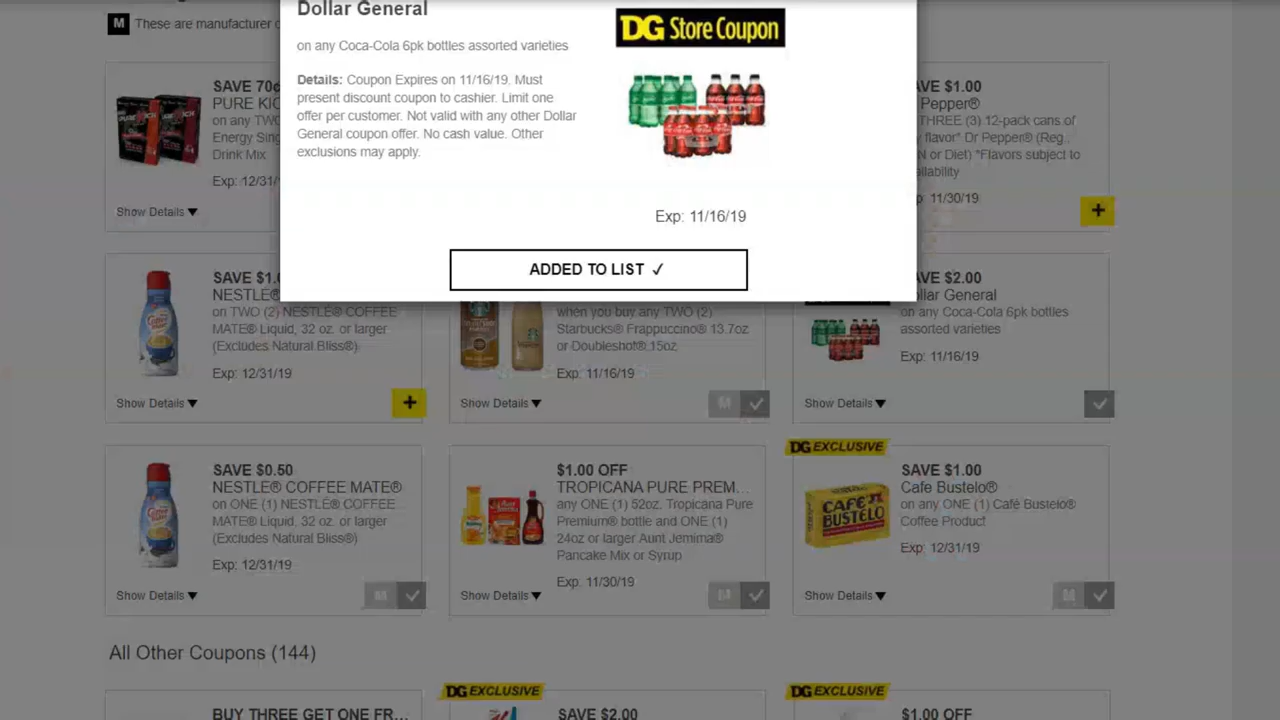 M These are manufacturer c
Dollar General
on any Coca-Cola 6pk bottles assorted varieties
Details: Coupon Expires on 11/16/19. Must
present discount coupon to cashier. Limit one
offer per customer. Not valid with any other Dollar
General coupon offer. No cash value. Other
exclusions may apply.
DG Store Coupon
Exp: 11/16/19
ADDED TO LIST ✓
SAVE 70¢
PURE KIC
on any TWO
Energy Sing
Drink Mix
Exp: 12/31/
Show Details ▼
AVE $1.00
Pepper®
THREE (3) 12-pack cans of
y flavor* Dr Pepper® (Reg.,
N or Diet) *Flavors subject to
ailability
p 11/30/19
+
SAVE $1.0
NESTLÉ®
on TWO (2) NESTLÉ® COFFEE
MATE® Liquid, 32 oz. or larger
(Excludes Natural Bliss®)
Exp: 12/31/19
Show Details ▼
+
when you buy any TWO (2)
Starbucks® Frappuccino® 13.7oz
or Doubleshot® 15oz
Exp: 11/16/19
Show Details ▼
M ✓
AVE $2.00
ollar General
on any Coca-Cola 6pk bottles
assorted varieties
Exp: 11/16/19
Show Details ▼
✓
SAVE $0.50
NESTLÉ® COFFEE MATE®
on ONE (1) NESTLÉ® COFFEE
MATE® Liquid, 32 oz. or larger
(Excludes Natural Bliss®)
Exp: 12/31/19
Show Details ▼
M ✓
$1.00 OFF
TROPICANA PURE PREM...
any ONE (1) 52oz. Tropicana Pure
Premium® bottle and ONE (1)
24oz or larger Aunt Jemima®
Pancake Mix or Syrup
Exp: 11/30/19
Show Details ▼
M ✓
DG EXCLUSIVE
CAFÉ
BUSTELO
SAVE $1.00
Cafe Bustelo®
on any ONE (1) Café Bustelo®
Coffee Product
Exp: 12/31/19
Show Details ▼
M ✓
All Other Coupons (144)
BUY THREE GET ONE FR...
DG EXCLUSIVE
SAVE $2.00
DG EXCLUSIVE
$1.00 OFF